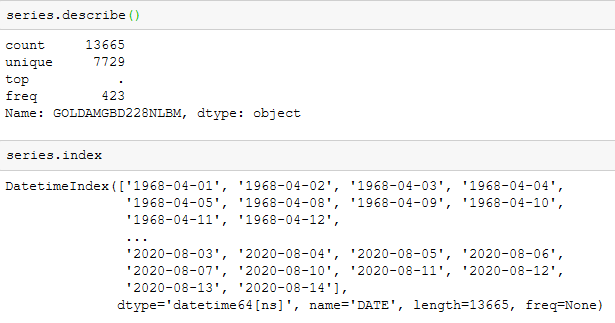 series.describe()
count     13665
unique     7729
top           .
freq        423
Name: GOLDAMGBD228NLBM, dtype: object
series.index
DatetimeIndex(['1968-04-01', '1968-04-02', '1968-04-03', '1968-04-04',
               '1968-04-05', '1968-04-08', '1968-04-09', '1968-04-10',
               '1968-04-11', '1968-04-12',
               ...
               '2020-08-03', '2020-08-04', '2020-08-05', '2020-08-06',
               '2020-08-07', '2020-08-10', '2020-08-11', '2020-08-12',
               '2020-08-13', '2020-08-14'],
              dtype='datetime64[ns]', name='DATE', length=13665, freq=None)